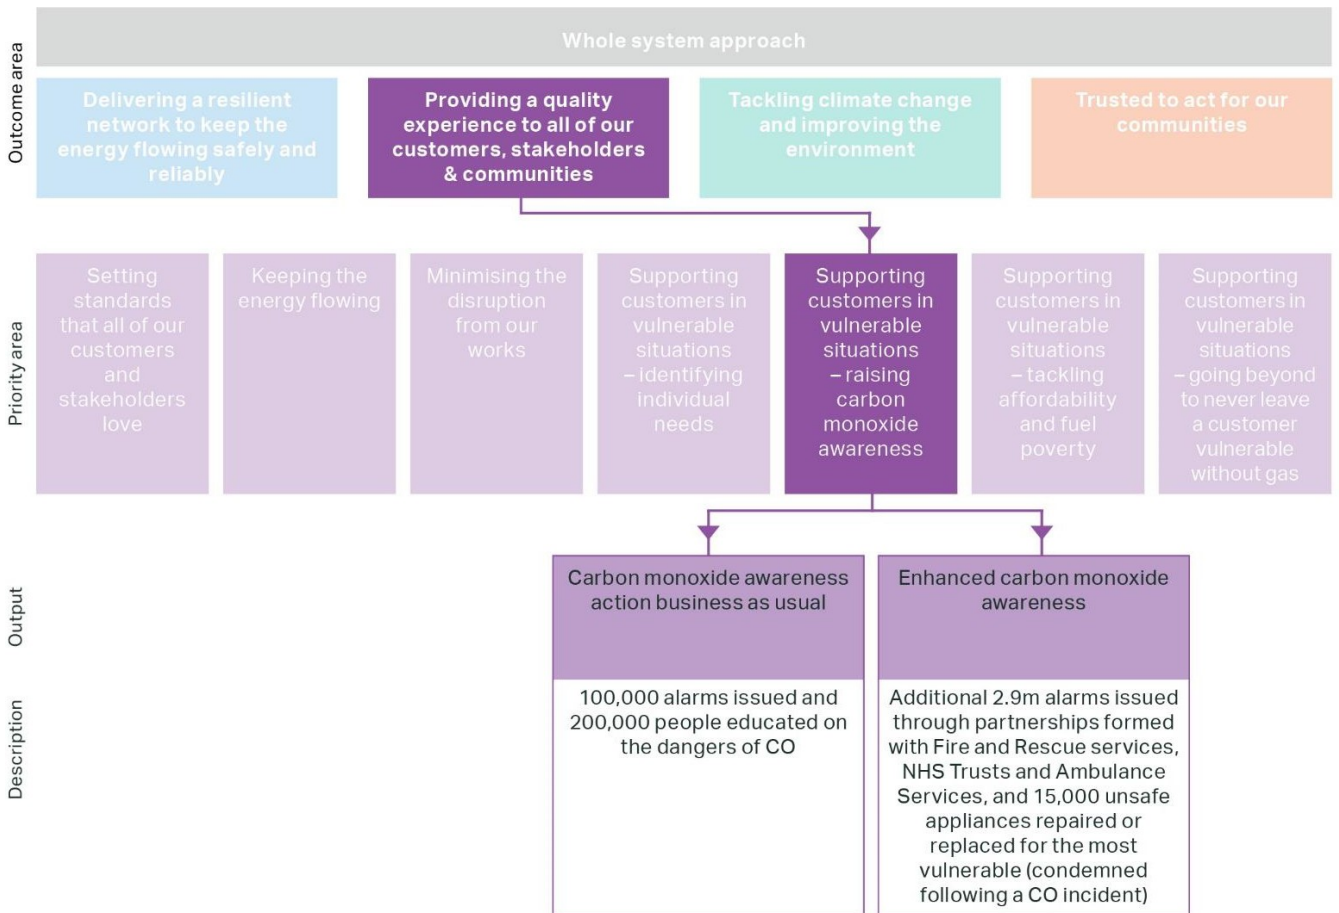 Outcome area
Whole system approach
Delivering a resilient
network to keep the
energy flowing safely and
reliably
Providing a quality
experience to all of our
customers, stakeholders
& communities
Tackling climate change
and improving the
environment
Trusted to act for our
communities
Priority area
Setting
standards
that all of our
customers
and
stakeholders
love
Keeping the
energy flowing
Minimising the
disruption
from our
works
Supporting
customers in
vulnerable
situations
– identifying
individual
needs
Supporting
customers in
vulnerable
situations
– raising
carbon
monoxide
awareness
Supporting
customers in
vulnerable
situations
– tackling
affordability
and fuel
poverty
Supporting
customers in
vulnerable
situations
– going beyond
to never leave
a customer
vulnerable
without gas
Output
Carbon monoxide awareness
action business as usual
Enhanced carbon monoxide
awareness
Description
100,000 alarms issued and
200,000 people educated on
the dangers of CO
Additional 2.9m alarms issued
through partnerships formed
with Fire and Rescue services,
NHS Trusts and Ambulance
Services, and 15,000 unsafe
appliances repaired or
replaced for the most
vulnerable (condemned
following a CO incident)